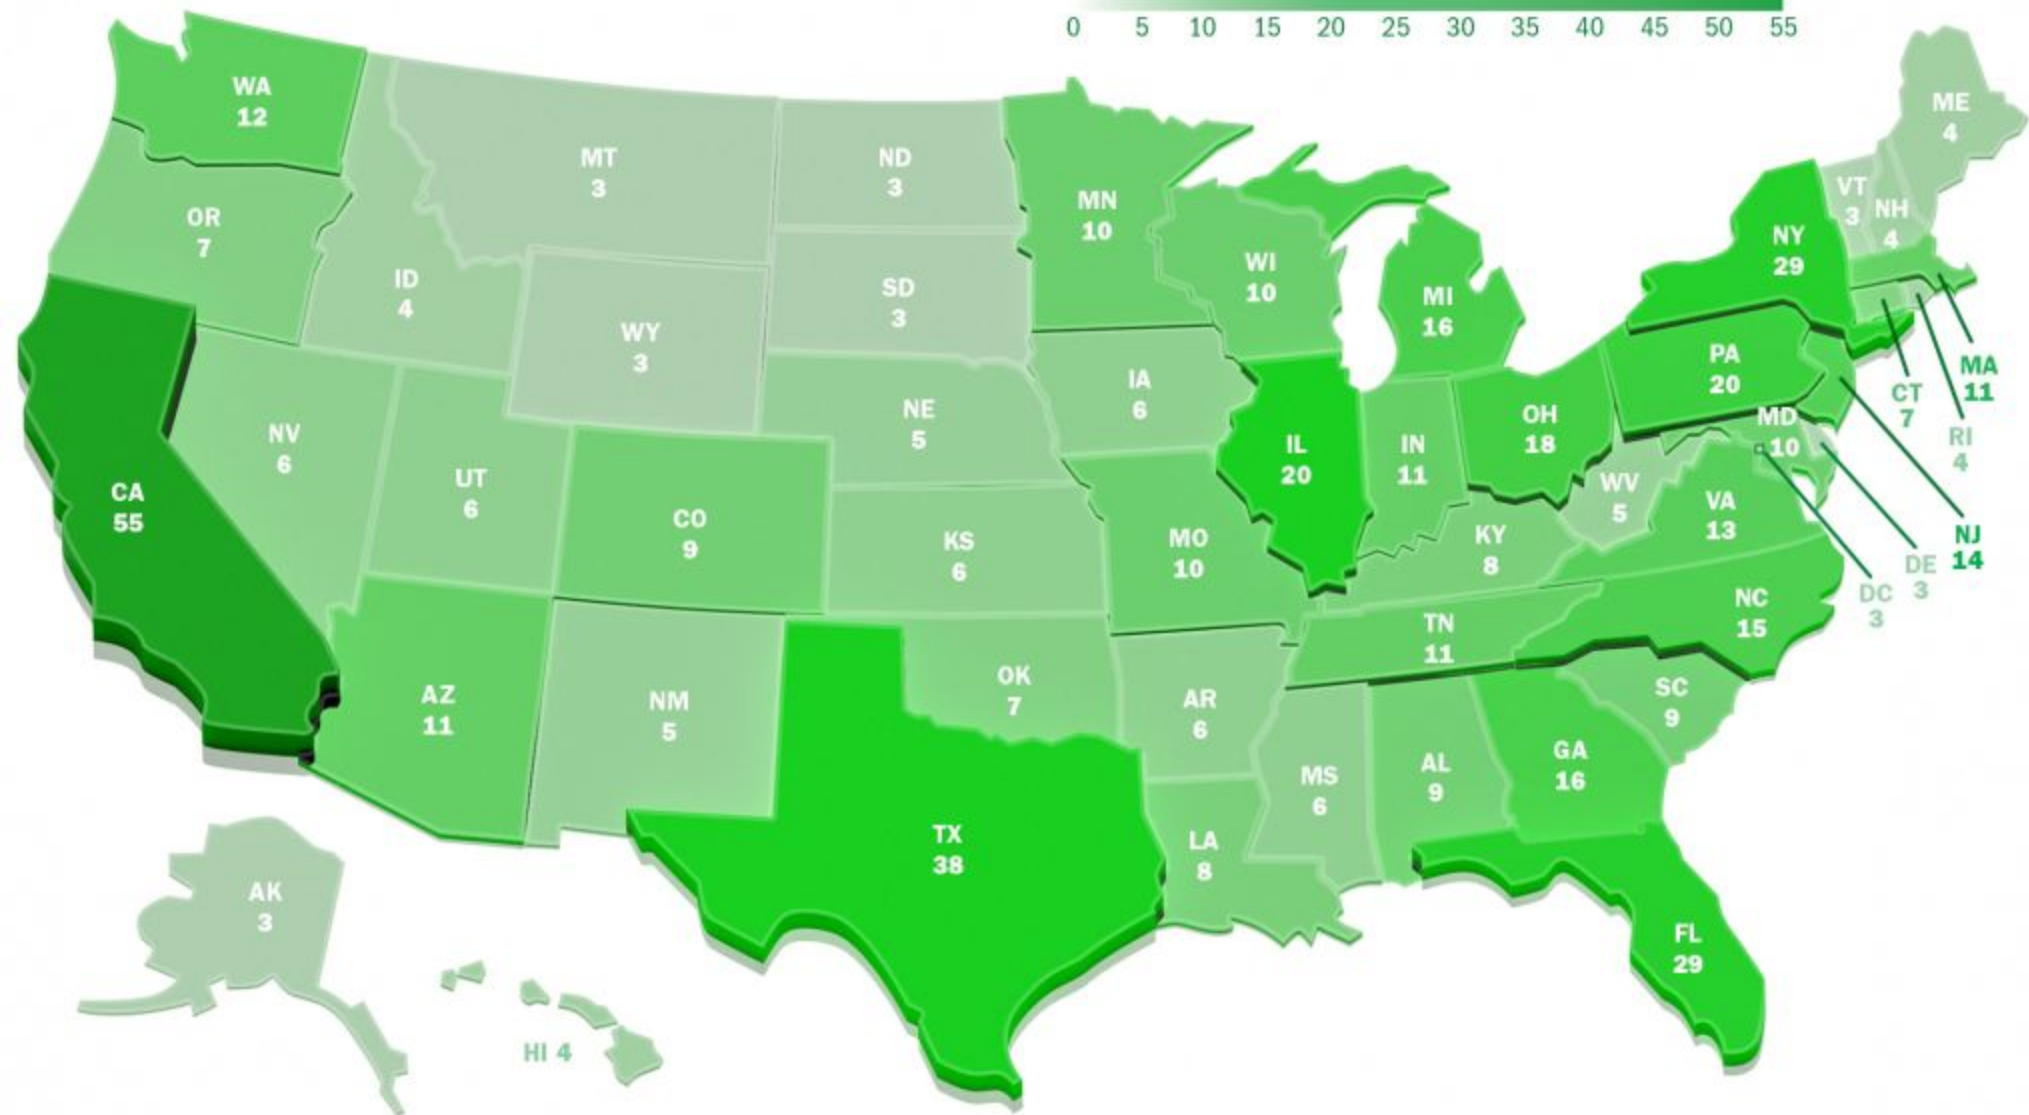 0 5 10 15 20 25 30 35 40 45 50 55
WA
12
OR
7
CA
55
NV
6
ID
4
MT
3
WY
3
UT
6
AZ
11
CO
9
NM
5
ND
3
SD
3
NE
5
KS
6
OK
7
TX
38
MN
10
IA
6
MO
10
AR
6
LA
8
WI
10
IL
20
MI
16
IN
11
OH
18
KY
8
TN
11
MS
6
AL
9
GA
16
FL
29
SC
9
NC
15
VA
13
WV
5
MD
10
PA
20
NY
29
VT
3
NH
4
ME
4
MA
11
CT
7
RI
4
NJ
14
DE
3
DC
3
AK
3
HI 4